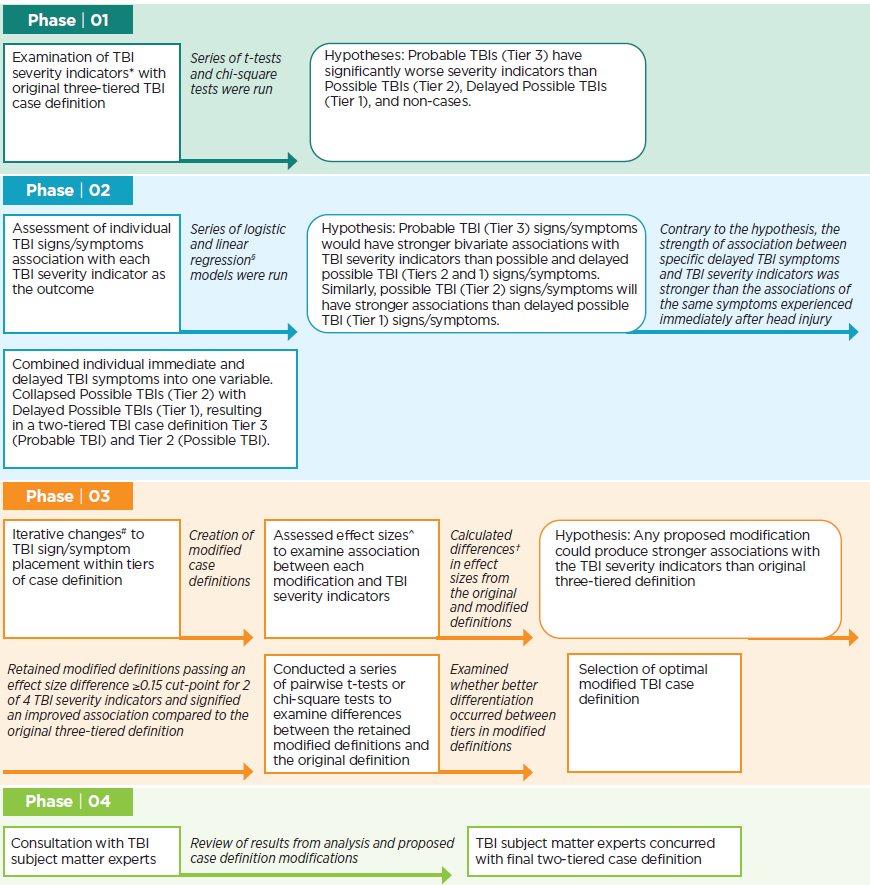 Phase | 01
Examination of TBI
severity indicators* with
original three-tiered TBI
case definition
Series of t-tests
and chi-square
tests were run
Hypotheses: Probable TBIs (Tier 3) have
significantly worse severity indicators than
Possible TBIs (Tier 2), Delayed Possible TBIs
(Tier 1), and non-cases.
Phase | 02
Assessment of individual
TBI signs/symptoms
association with each
TBI severity indicator as
the outcome
Series of logistic
and linear
regression§
models were run
Hypothesis: Probable TBI (Tier 3) signs/symptoms
would have stronger bivariate associations with
TBI severity indicators than possible and delayed
possible TBI (Tiers 2 and 1) signs/symptoms.
Similarly, possible TBI (Tier 2) signs/symptoms will
have stronger associations than delayed possible
TBI (Tier 1) signs/symptoms.
Contrary to the hypothesis, the
strength of association between
specific delayed TBI symptoms
and TBI severity indicators was
stronger than the associations of
the same symptoms experienced
immediately after head injury
Combined individual immediate and
delayed TBI symptoms into one variable.
Collapsed Possible TBIs (Tier 2) with
Delayed Possible TBIs (Tier 1), resulting
in a two-tiered TBI case definition Tier 3
(Probable TBI) and Tier 2 (Possible TBI).
Phase | 03
Iterative changes# to
TBI sign/symptom
placement within tiers
of case definition
Creation of
modified
case
definitions
Assessed effect sizes^
to examine association
between each
modification and TBI
severity indicators
Calculated
differences†
in effect
sizes from
the original
and modified
definitions
Hypothesis: Any proposed modification
could produce stronger associations with
the TBI severity indicators than original
three-tiered definition
Retained modified definitions passing an
effect size difference ≥0.15 cut-point for 2
of 4 TBI severity indicators and signified
an improved association compared to the
original three-tiered definition
Conducted a series
of pairwise t-tests or
chi-square tests to
examine differences
between the retained
modified definitions and
the original definition
Examined
whether better
differentiation
occurred between
tiers in modified
definitions
Selection of optimal
modified TBI case
definition
Phase | 04
Consultation with TBI
subject matter experts
Review of results from analysis and proposed
case definition modifications
TBI subject matter experts concurred
with final two-tiered case definition